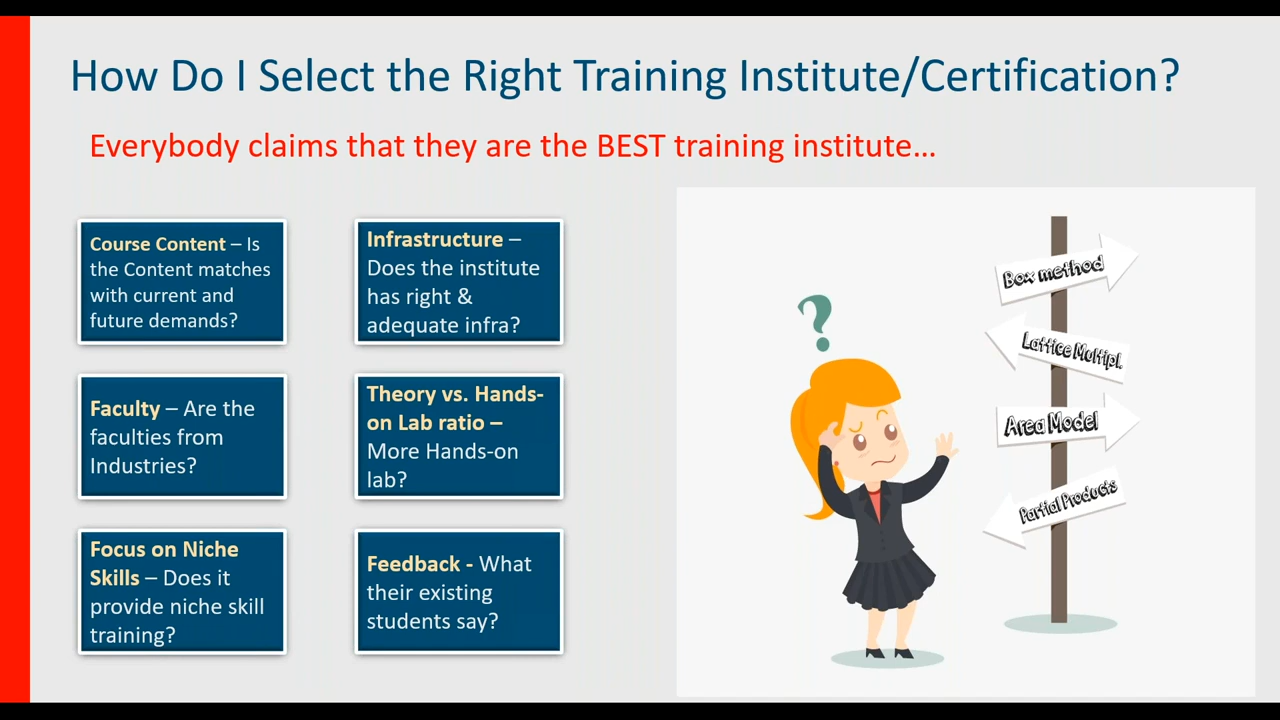 How Do I Select the Right Training Institute/Certification?
Everybody claims that they are the BEST training institute...
Course Content – Is
the Content matches
with current and
future demands?
Infrastructure –
Does the institute
has right &
adequate infra?
Faculty – Are the
faculties from
Industries?
Theory vs. Hands-
on Lab ratio –
More Hands-on
lab?
Focus on Niche
Skills – Does it
provide niche skill
training?
Feedback - What
their existing
students say?
?
Box method
Lattice Multipl.
Area Model
Partial Products